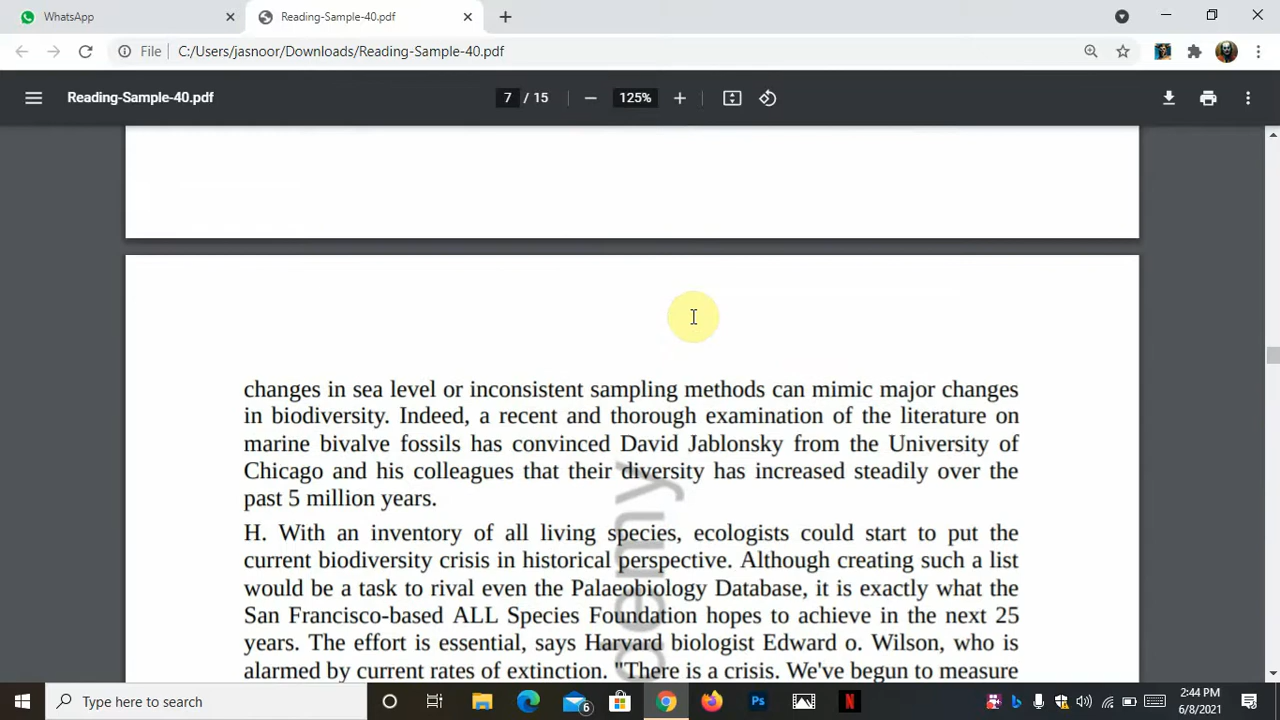 WhatsApp
Reading-Sample-40.pdf
File C:/Users/jasnoor/Downloads/Reading-Sample-40.pdf
Reading-Sample-40.pdf
7 / 15
125%
changes in sea level or inconsistent sampling methods can mimic major changes
in biodiversity. Indeed, a recent and thorough examination of the literature on
marine bivalve fossils has convinced David Jablonsky from the University of
Chicago and his colleagues that their diversity has increased steadily over the
past 5 million years.
H. With an inventory of all living species, ecologists could start to put the
current biodiversity crisis in historical perspective. Although creating such a list
would be a task to rival even the Palaeobiology Database, it is exactly what the
San Francisco-based ALL Species Foundation hopes to achieve in the next 25
years. The effort is essential, says Harvard biologist Edward o. Wilson, who is
alarmed by current rates of extinction. "There is a crisis. We've begun to measure
demy
Type here to search
6
2:44 PM
6/8/2021